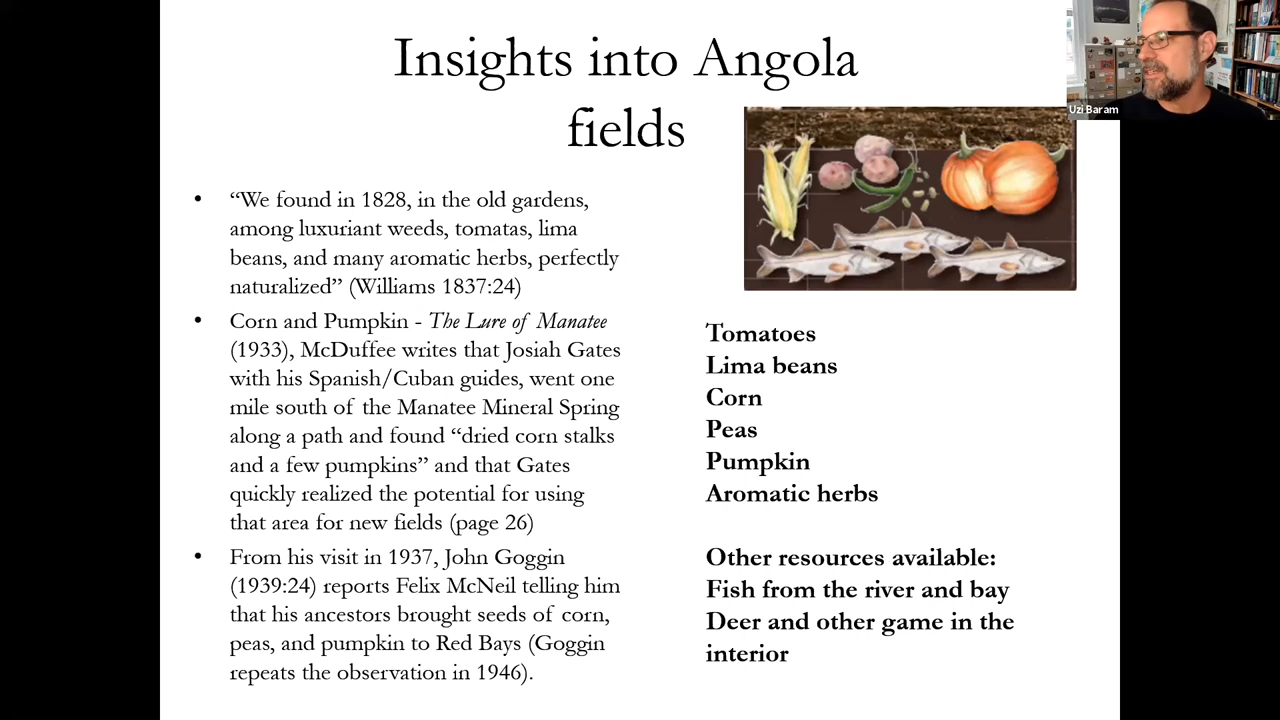 Insights into Angola
fields
Uzi Baram
• “We found in 1828, in the old gardens,
among luxuriant weeds, tomatas, lima
beans, and many aromatic herbs, perfectly
naturalized” (Williams 1837:24)
• Corn and Pumpkin - The Lure of Manatee
(1933), McDuffee writes that Josiah Gates
with his Spanish/Cuban guides, went one
mile south of the Manatee Mineral Spring
along a path and found “dried corn stalks
and a few pumpkins” and that Gates
quickly realized the potential for using
that area for new fields (page 26)
• From his visit in 1937, John Goggin
(1939:24) reports Felix McNeil telling him
that his ancestors brought seeds of corn,
peas, and pumpkin to Red Bays (Goggin
repeats the observation in 1946).
Tomatoes
Lima beans
Corn
Peas
Pumpkin
Aromatic herbs
Other resources available:
Fish from the river and bay
Deer and other game in the
interior